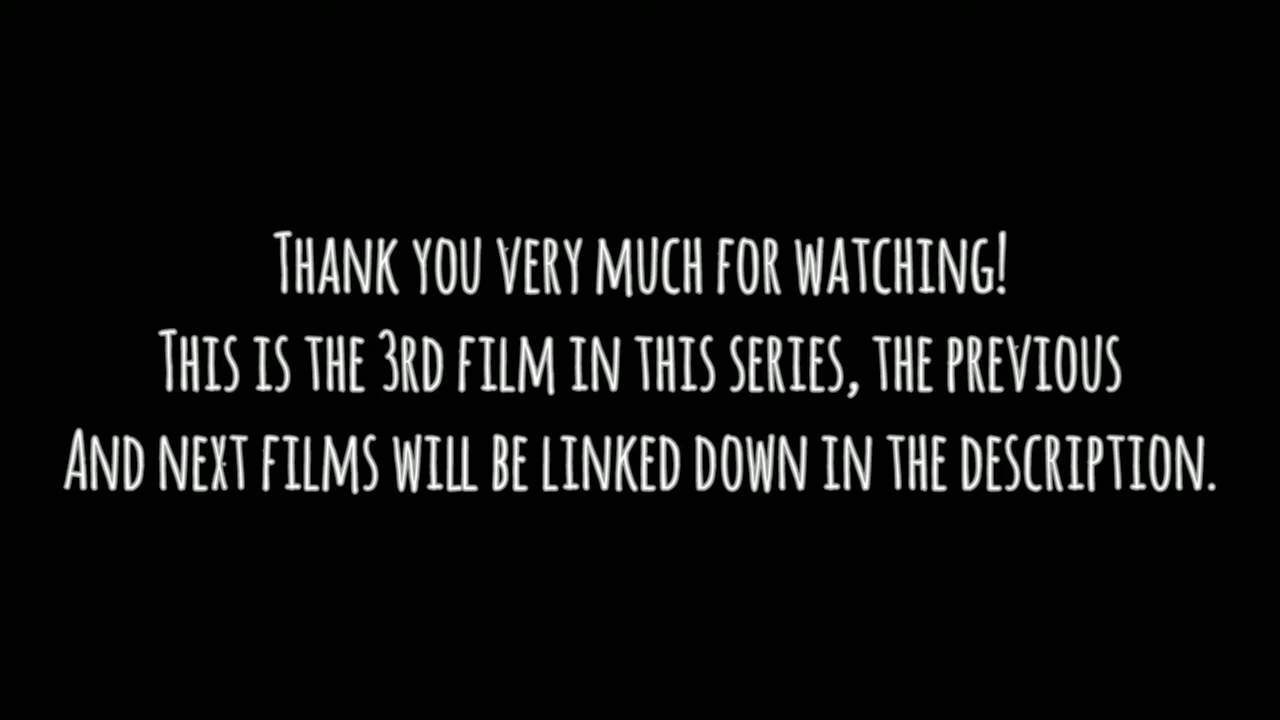 Thank you very much for watching!
This is the 3rd film in this series, the previous
And next films will be linked down in the description.